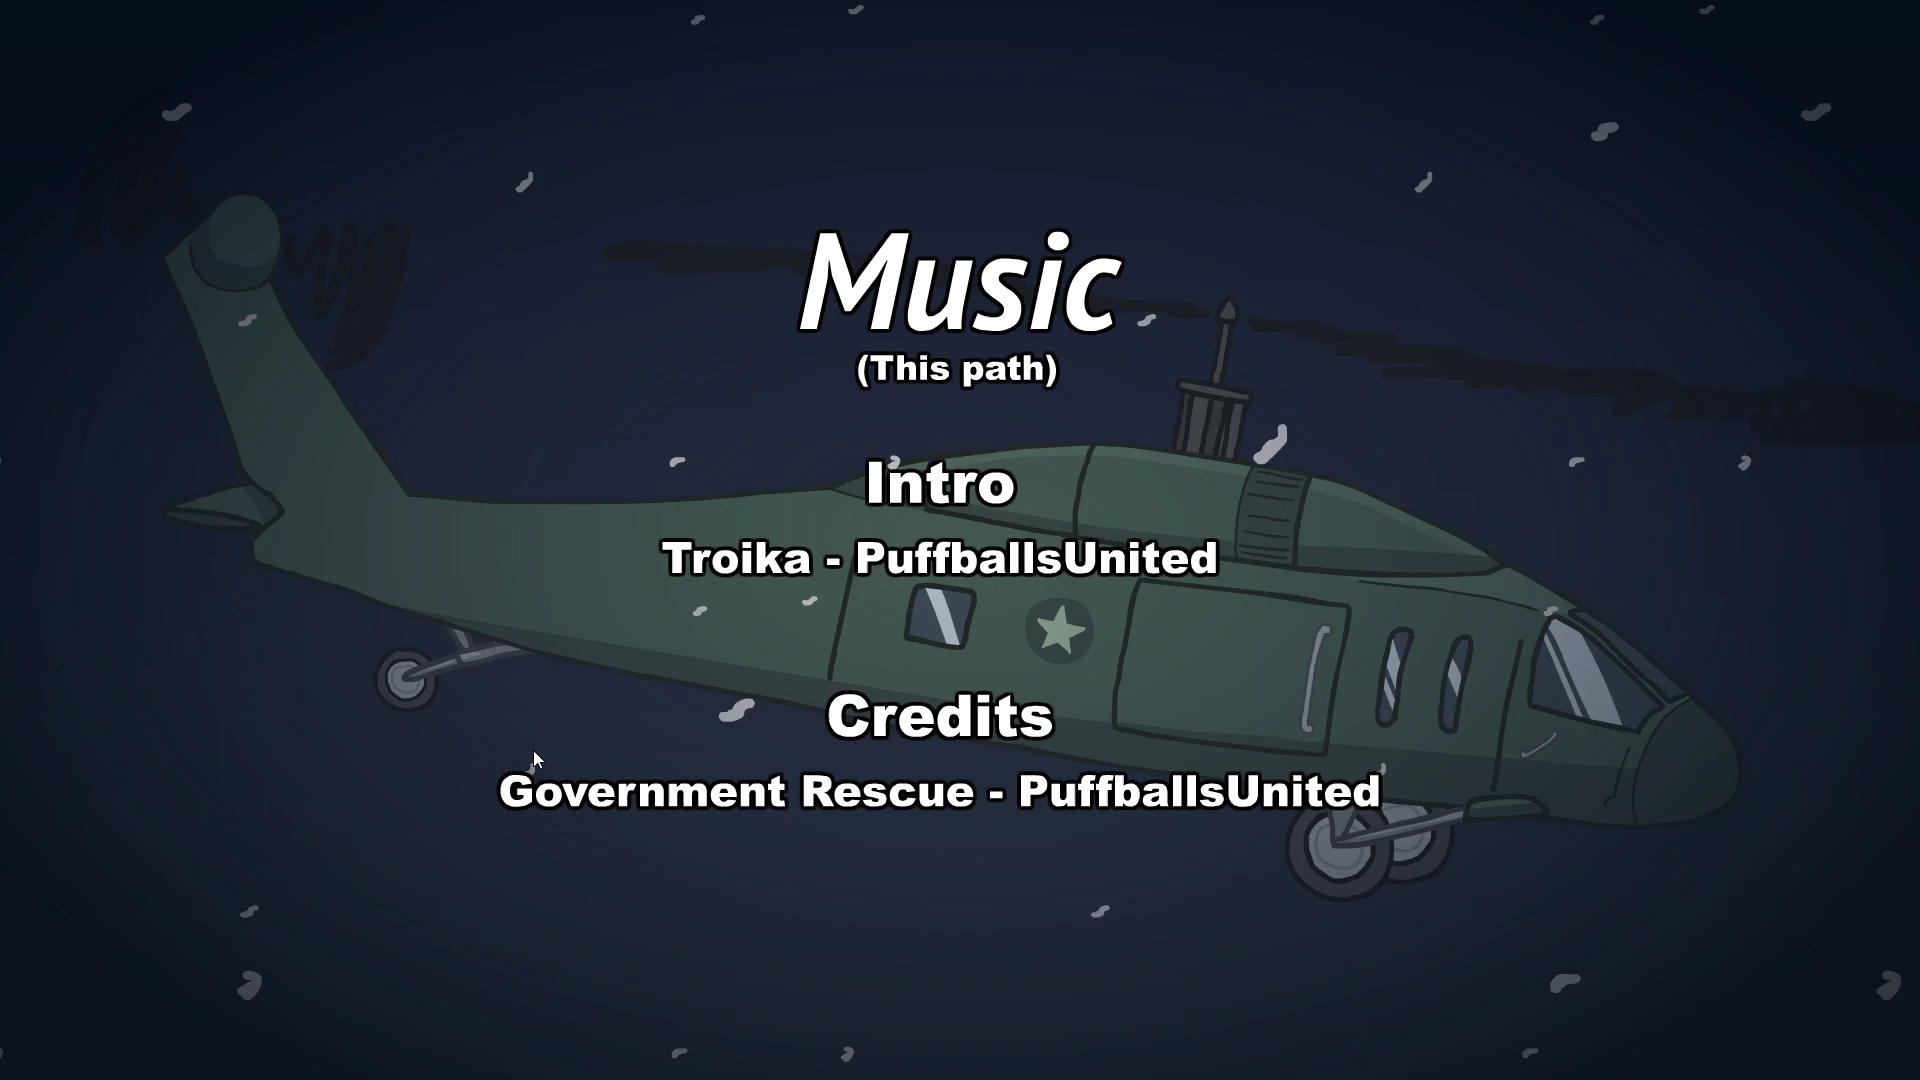 Music
(This path)
Intro
Troika - PuffballsUnited
Credits
Government Rescue - PuffballsUnited